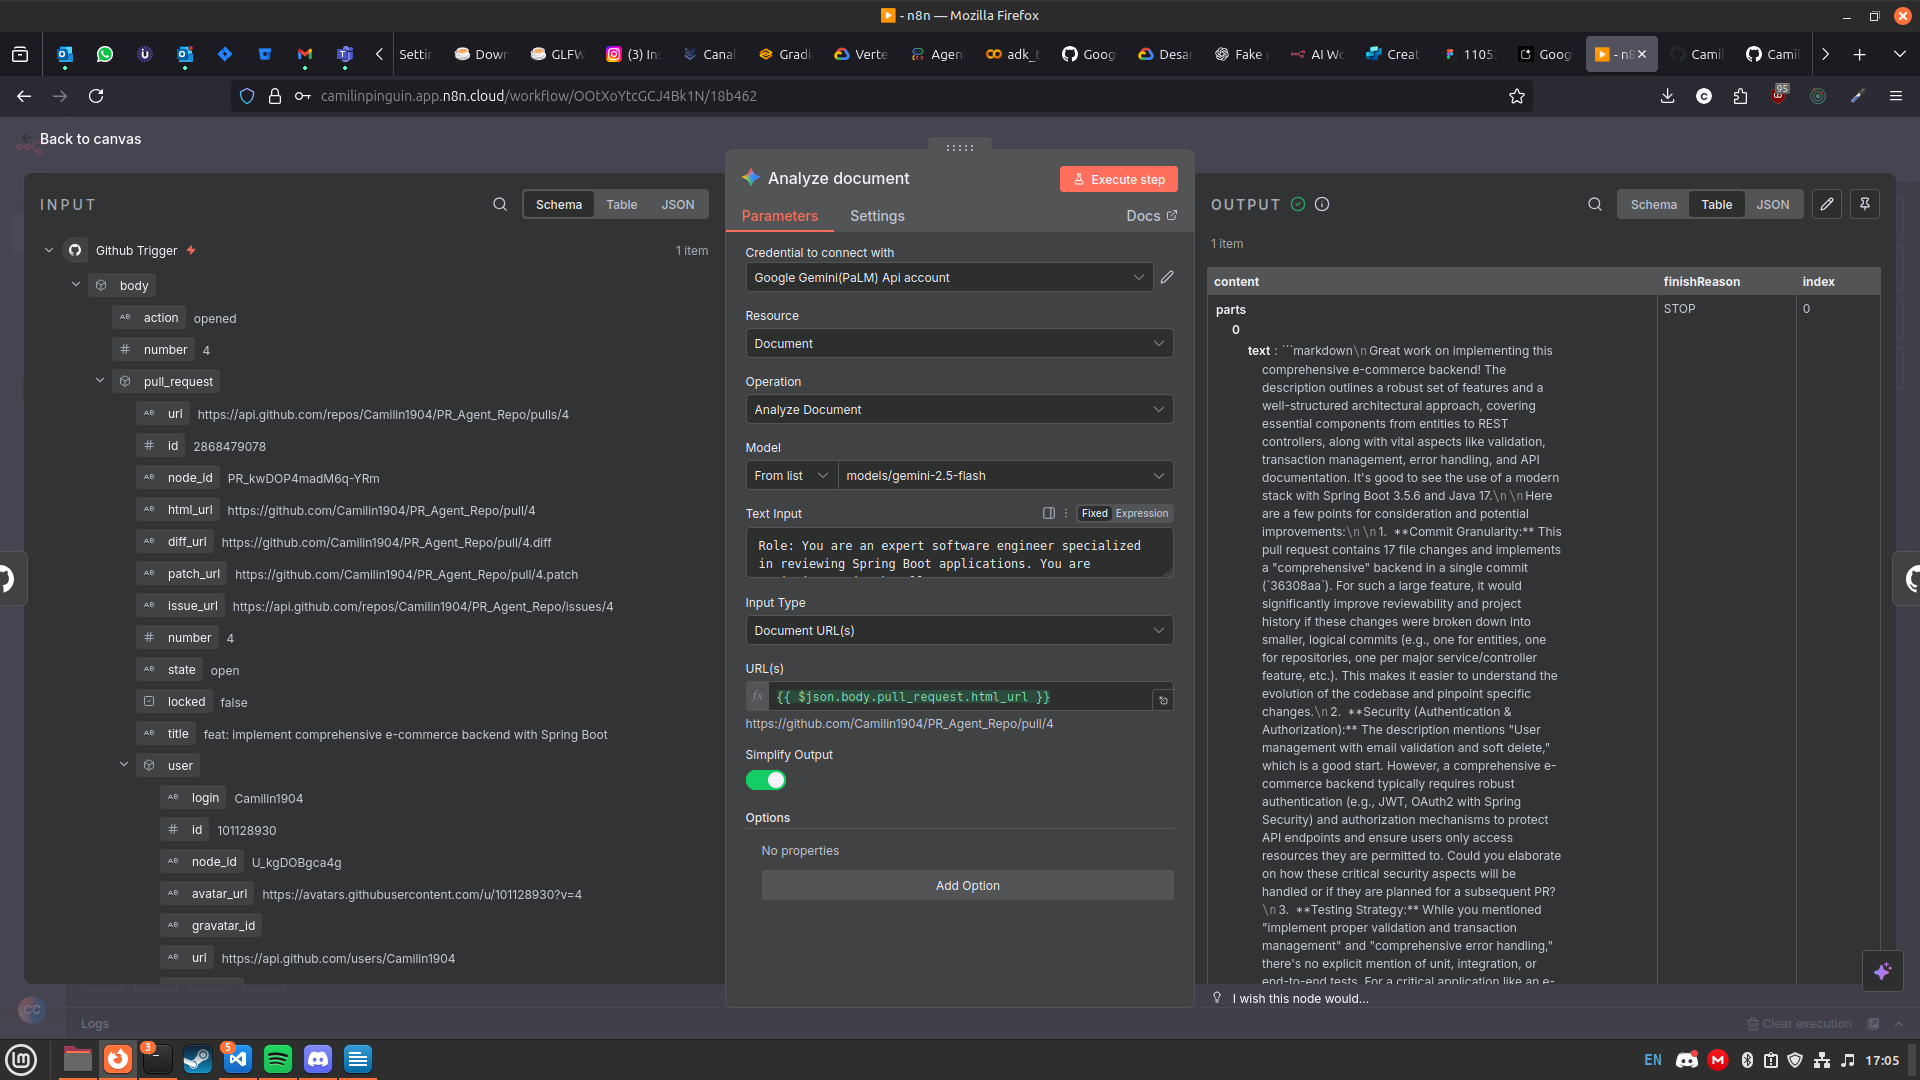 - n8n — Mozilla Firefox
Settin
Down
GLFW
(3) Ins
Canal
Gradi
Verte
Agen
adk_t
Goog
Desar
Fake
AI Wo
Creat
1105
Goog
- n8
Camil
Camil
camilinpinguin.app.n8n.cloud/workflow/OOtXoYtcGCJ4Bk1N/18b462
95
Back to canvas
INPUT
Schema
Table
JSON
Github Trigger
1 item
body
action opened
number 4
pull_request
url https://api.github.com/repos/Camilin1904/PR_Agent_Repo/pulls/4
id 2868479078
node_id PR_kwDOP4madM6q-YRm
html_url https://github.com/Camilin1904/PR_Agent_Repo/pull/4
diff_url https://github.com/Camilin1904/PR_Agent_Repo/pull/4.diff
patch_url https://github.com/Camilin1904/PR_Agent_Repo/pull/4.patch
issue_url https://api.github.com/repos/Camilin1904/PR_Agent_Repo/issues/4
number 4
state open
locked false
title feat: implement comprehensive e-commerce backend with Spring Boot
user
login Camilin1904
id 101128930
node_id U_kgDOBgca4g
avatar_url https://avatars.githubusercontent.com/u/101128930?v=4
gravatar_id
url https://api.github.com/users/Camilin1904
Analyze document
Execute step
Parameters
Settings
Docs
Credential to connect with
Google Gemini(PaLM) Api account
Resource
Document
Operation
Analyze Document
Model
From list
models/gemini-2.5-flash
Text Input
Fixed
Expression
Role: You are an expert software engineer specialized
in reviewing Spring Boot applications. You are
Input Type
Document URL(s)
URL(s)
fx {{ $json.body.pull_request.html_url }}
https://github.com/Camilin1904/PR_Agent_Repo/pull/4
Simplify Output
Options
No properties
Add Option
OUTPUT
Schema
Table
JSON
1 item
content
finishReason
index
parts
STOP
0
0
text : ```markdown\n Great work on implementing this
comprehensive e-commerce backend! The
description outlines a robust set of features and a
well-structured architectural approach, covering
essential components from entities to REST
controllers, along with vital aspects like validation,
transaction management, error handling, and API
documentation. It's good to see the use of a modern
stack with Spring Boot 3.5.6 and Java 17.\n \n Here
are a few points for consideration and potential
improvements:\n \n 1. **Commit Granularity:** This
pull request contains 17 file changes and implements
a "comprehensive" backend in a single commit
(`36308aa`). For such a large feature, it would
significantly improve reviewability and project
history if these changes were broken down into
smaller, logical commits (e.g., one for entities, one
for repositories, one per major service/controller
feature, etc.). This makes it easier to understand the
evolution of the codebase and pinpoint specific
changes.\n 2. **Security (Authentication &
Authorization):** The description mentions "User
management with email validation and soft delete,"
which is a good start. However, a comprehensive e-
commerce backend typically requires robust
authentication (e.g., JWT, OAuth2 with Spring
Security) and authorization mechanisms to protect
API endpoints and ensure users only access
resources they are permitted to. Could you elaborate
on how these critical security aspects will be
handled or if they are planned for a subsequent PR?
\n 3. **Testing Strategy:** While you mentioned
"implement proper validation and transaction
management" and "comprehensive error handling,"
there's no explicit mention of unit, integration, or
end-to-end tests. For a critical application like an e-
I wish this node would...
CC
Logs
Clear execution
3
5
EN
17:05